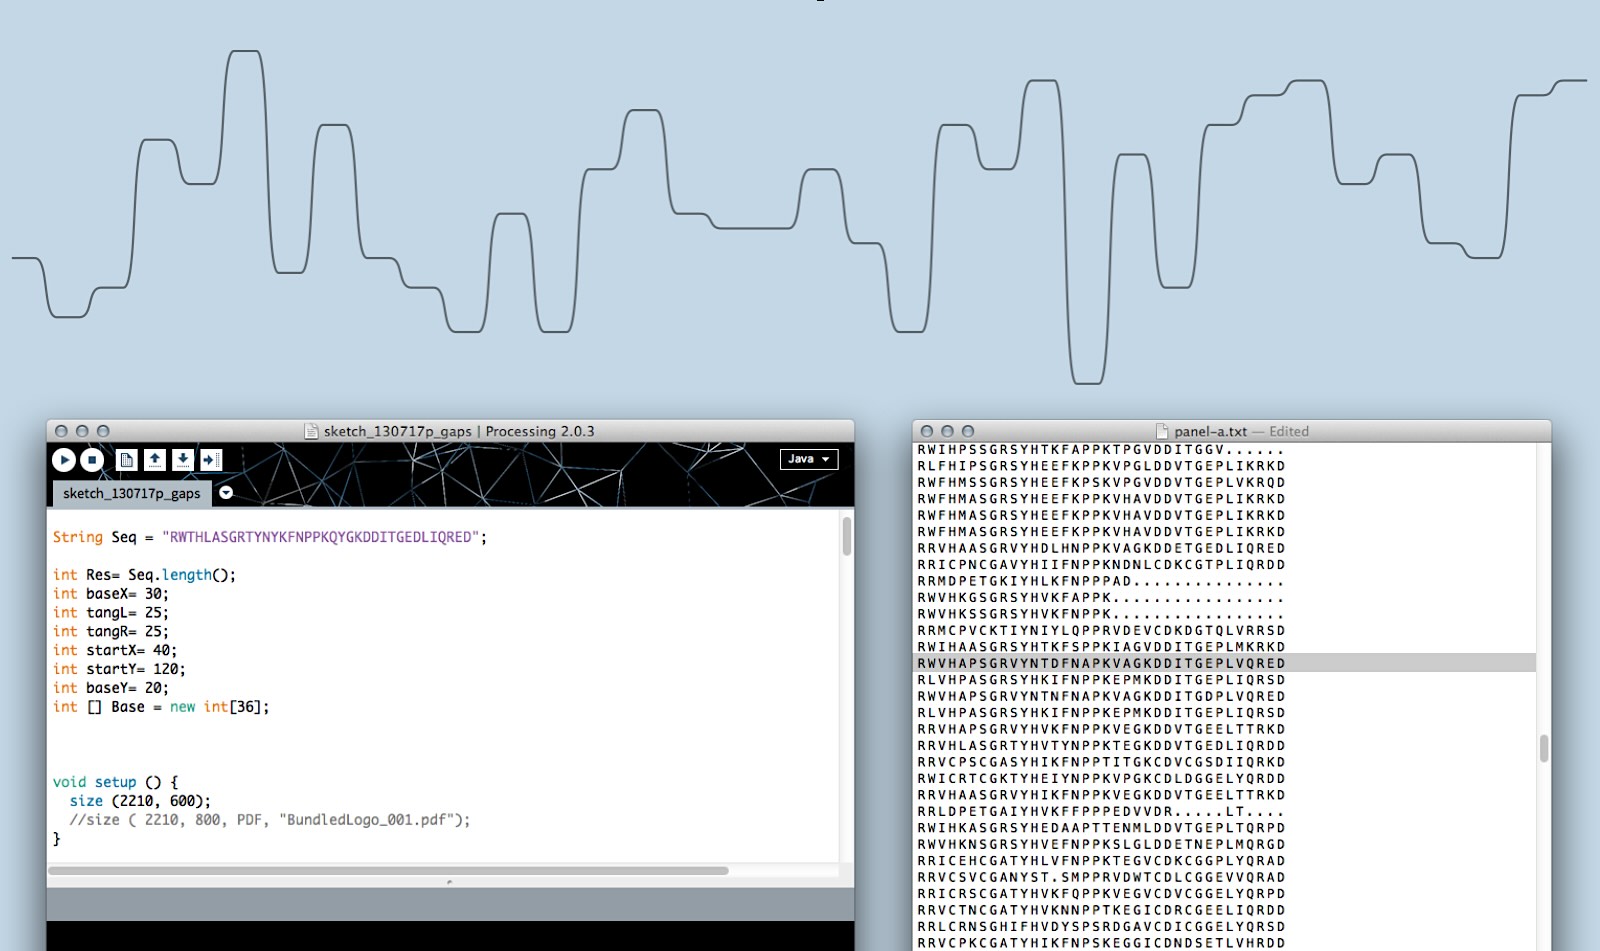 sketch_130717p_gaps | Processing 2.0.3
Java
sketch_130717p_gaps
String Seq = "RWTHLASGRTYNYKFNPPKQYGKDDITGEDLIQRED";
int Res= Seq.length();
int baseX= 30;
int tangL= 25;
int tangR= 25;
int startX= 40;
int startY= 120;
int baseY= 20;
int [] Base = new int[36];
void setup () {
size (2210, 600);
//size ( 2210, 800, PDF, "BundledLogo_001.pdf");
}
panel-a.txt — Edited
RWIHPSSGRSYHTKFAPPKTPGVDDITGGV......
RLFHIPSGRSYHEEFKPPKVPGLDDVTGEPLIKRKD
RWFHMSSGRSYHEEFKPSKVPGVDDVTGEPLVKRQD
RWFHMASGRSYHEEFKPPKVHAVDDVTGEPLIKRKD
RWFHMASGRSYHEEFKPPKVHAVDDVTGEPLIKRKD
RWFHMASGRSYHEEFKPPKVHAVDDVTGEPLIKRKD
RRVHAASGRVYHDLHNPPKVAGKDDETGEDLIQRED
RRICPNCGAVYHIIFNPPKNDNLCDKCGTPLIQRDD
RRMDPETGKIYHLKFNPPPAD...............
RWVHKGSGRSYHVKFAPPK.................
RWVHKSSGRSYHVKFNPPK.................
RRMCPVCKTIYNIYLQPPRVDEVCDKDGTQLVRRSD
RWIHAASGRSYHTKFSPPKIAGVDDITGEPLMKRKD
RWVHAPSGRVYNTDFNAPKVAGKDDITGEPLVQRED
RLVHPASGRSYHKIFNPPKEPMKDDITGEPLIQRSD
RWVHAPSGRVYNTNFNAPKVAGKDDITGDPLVQRED
RLVHPASGRSYHKIFNPPKEPMKDDITGEPLIQRSD
RRVHAPSGRVYHVKFNPPKVEGKDDVTGEELTTRKD
RRVHLASGRTYHVTYNPPKTEGKDDVTGEDLIQRDD
RRVCPSCGASYHIKFNPPTITGKCDVCGSDIIQRKD
RWICRTCGKTYHEIYNPPKVPGKCDLDGGELYQRDD
RRVHAASGRVYHIKFNPPKVEGKDDVTGEELTTRKD
RRLDPETGAIYHVKFFPPPEDVVDR.....LT....
RWIHKASGRSYHEDAAPTTENMLDDVTGEPLTQRPD
RWVHKNSGRSYHVEFNPPKSLGLDDETNEPLMQRGD
RRICEHCGATYHLVFNPPKTEGVCDKCGGPLYQRAD
RRVCSVCGANYST.SMPPRVDWTCDLCGGEVVQRAD
RRICRSCGATYHVKFQPPKVEGVCDVCGGELYQRPD
RRVCTNCGATYHVKNNPPTKEGICDRCGEELIQRDD
RRLCRNSGHIFHVDYSPSRDGAVCDICGGELYQRSD
RRVCPKCGATYHIKFNPSKEGGICDNDSETLVHRDD